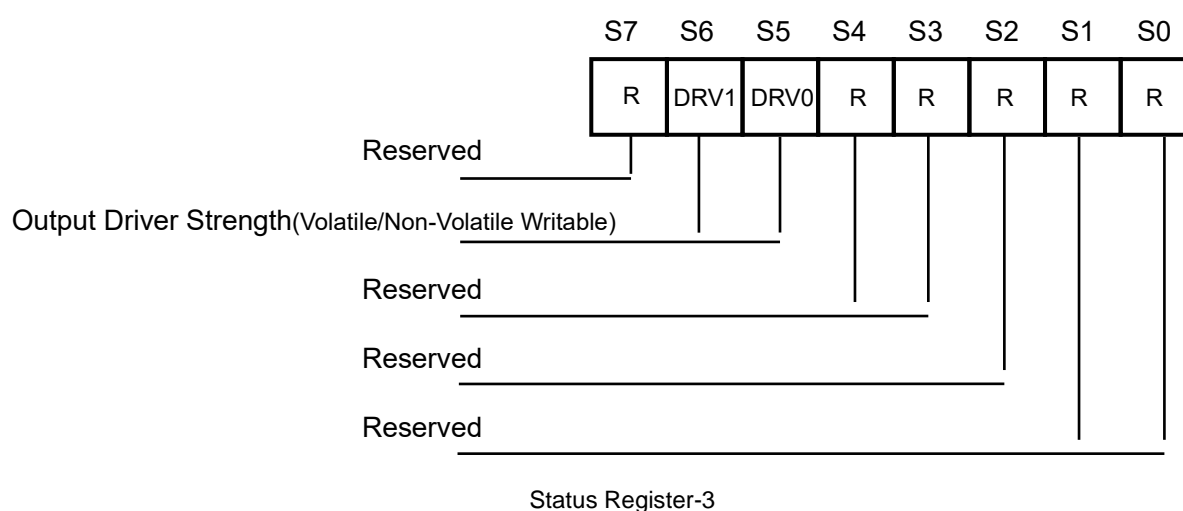 S7 S6 S5 S4 S3 S2 S1 S0
R DRV1 DRV0 R R R R R
Reserved
Output Driver Strength(Volatile/Non-Volatile Writable)
Reserved
Reserved
Reserved
Status Register-3